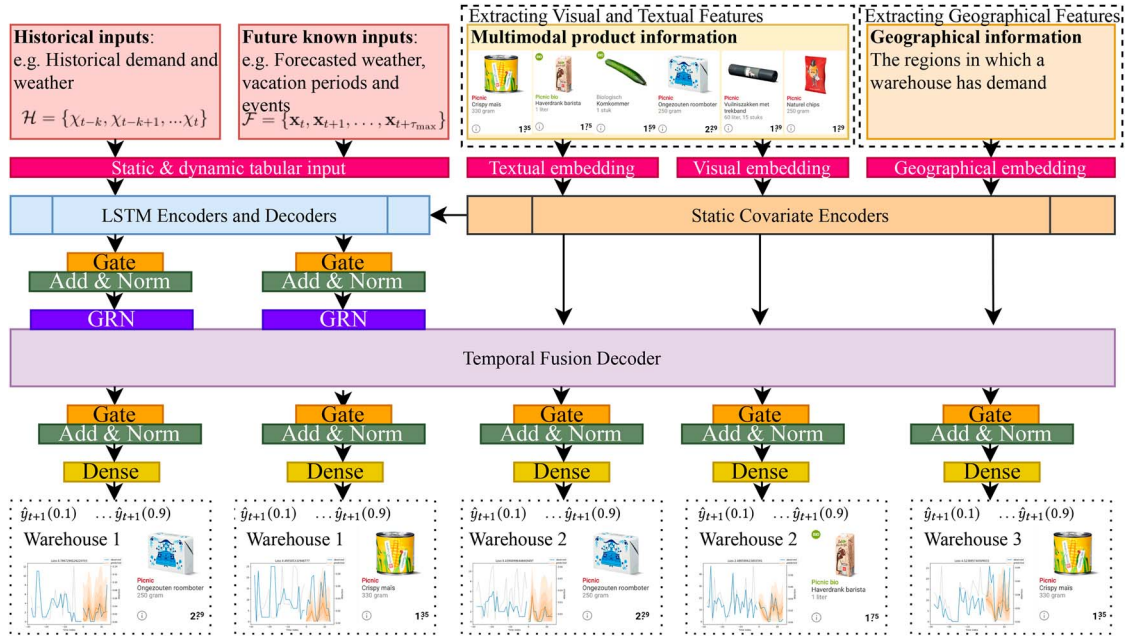 Extracting Visual and Textual Features
Extracting Geographical Features
Historical inputs:
e.g. Historical demand and
weather
H = {χt−k, χt−k+1, ...χt}
Future known inputs:
e.g. Forecasted weather,
vacation periods and
events
F = {xt, xt+1, . . . , xt+τmax}
Multimodal product information
Picnic
Crispy mais
330 gram
1.35
Picnic bio
Haverdrank barista
1 liter
1.75
Biologisch
Komkommer
1 stuk
1.59
Picnic
Ongezouten roomboter
250 gram
2.29
Picnic
Vuilniszakken met
trekband
60 liter, 15 stuks
1.39
Picnic
Naturel chips
1.29
Geographical information
The regions in which a
warehouse has demand
Static & dynamic tabular input
Textual embedding
Visual embedding
Geographical embedding
LSTM Encoders and Decoders
Static Covariate Encoders
Gate
Add & Norm
GRN
Gate
Add & Norm
GRN
Temporal Fusion Decoder
Gate
Add & Norm
Dense
Gate
Add & Norm
Dense
Gate
Add & Norm
Dense
Gate
Add & Norm
Dense
Gate
Add & Norm
Dense
ŷt+1(0.1) ...ŷt+1(0.9)
Warehouse 1
Picnic
Ongezouten roomboter
250 gram
2.29
ŷt+1(0.1) ...ŷt+1(0.9)
Warehouse 1
Picnic
Crispy mais
330 gram
1.35
ŷt+1(0.1) ...ŷt+1(0.9)
Warehouse 2
Picnic
Ongezouten roomboter
250 gram
2.29
ŷt+1(0.1) ...ŷt+1(0.9)
Warehouse 2
Picnic bio
Haverdrank barista
1 liter
1.75
ŷt+1(0.1) ...ŷt+1(0.9)
Warehouse 3
Picnic
Crispy mais
330 gram
1.35